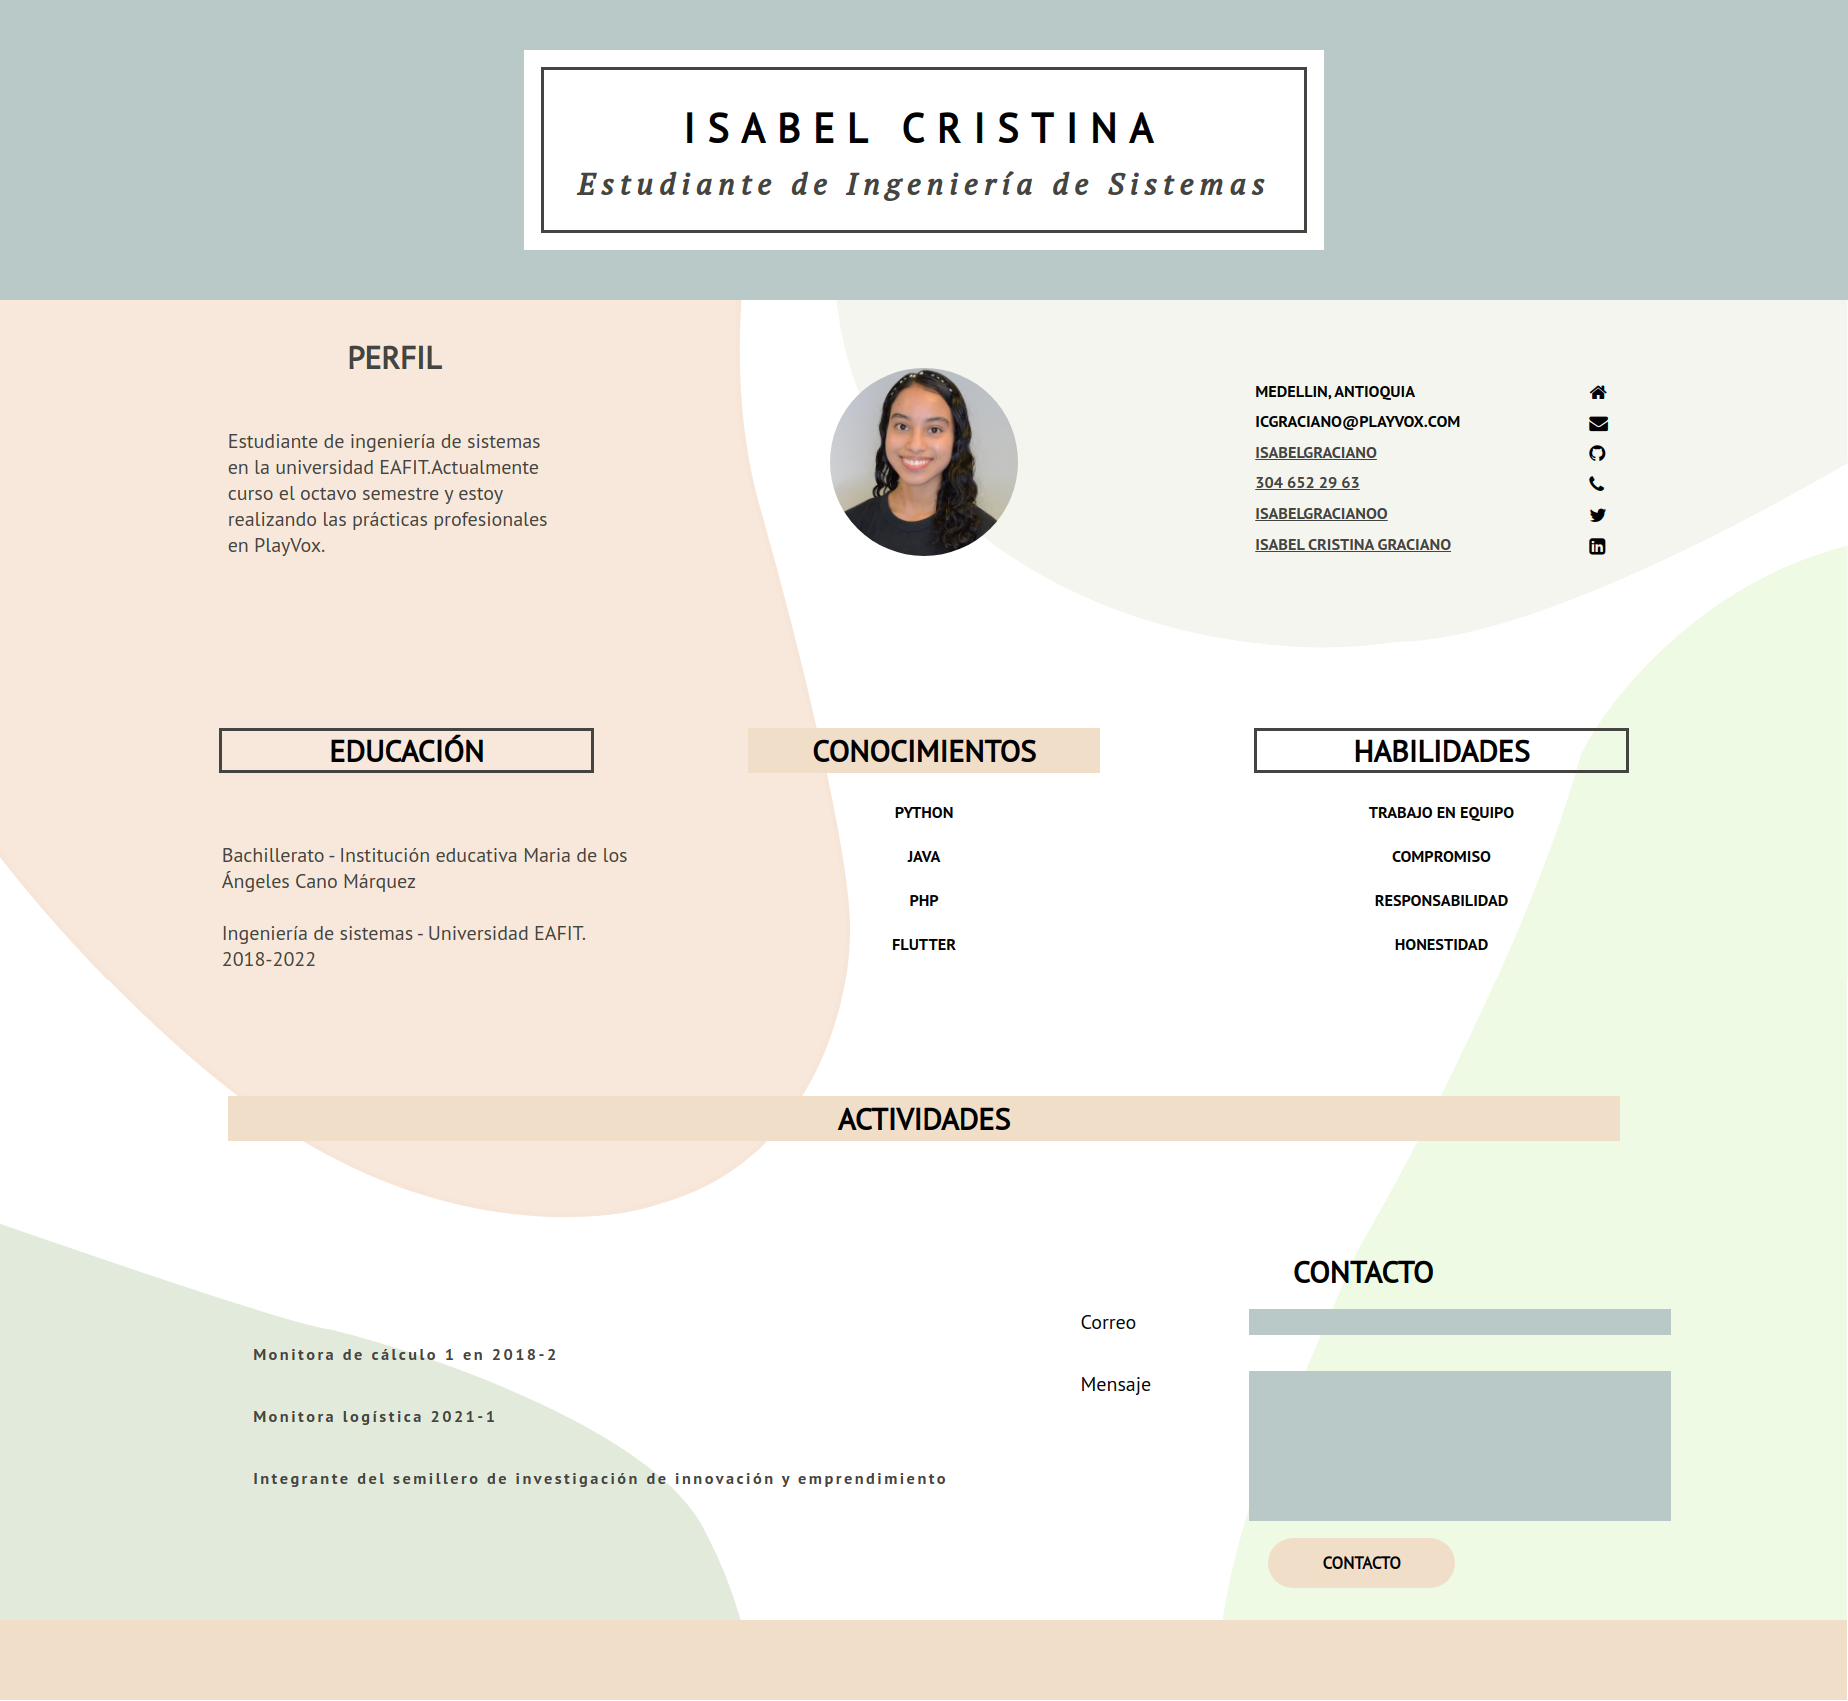 ISABEL CRISTINA
Estudiante de Ingeniería de Sistemas
PERFIL
Estudiante de ingeniería de sistemas
en la universidad EAFIT.Actualmente
curso el octavo semestre y estoy
realizando las prácticas profesionales
en PlayVox.
MEDELLIN, ANTIOQUIA
ICGRACIANO@PLAYVOX.COM
ISABELGRACIANO
304 652 29 63
ISABELGRACIANOO
ISABEL CRISTINA GRACIANO
EDUCACIÓN
Bachillerato - Institución educativa Maria de los
Ángeles Cano Márquez
Ingeniería de sistemas - Universidad EAFIT.
2018-2022
CONOCIMIENTOS
PYTHON
JAVA
PHP
FLUTTER
HABILIDADES
TRABAJO EN EQUIPO
COMPROMISO
RESPONSABILIDAD
HONESTIDAD
ACTIVIDADES
Monitora de cálculo 1 en 2018-2
Monitora logística 2021-1
Integrante del semillero de investigación de innovación y emprendimiento
CONTACTO
Correo
Mensaje
CONTACTO